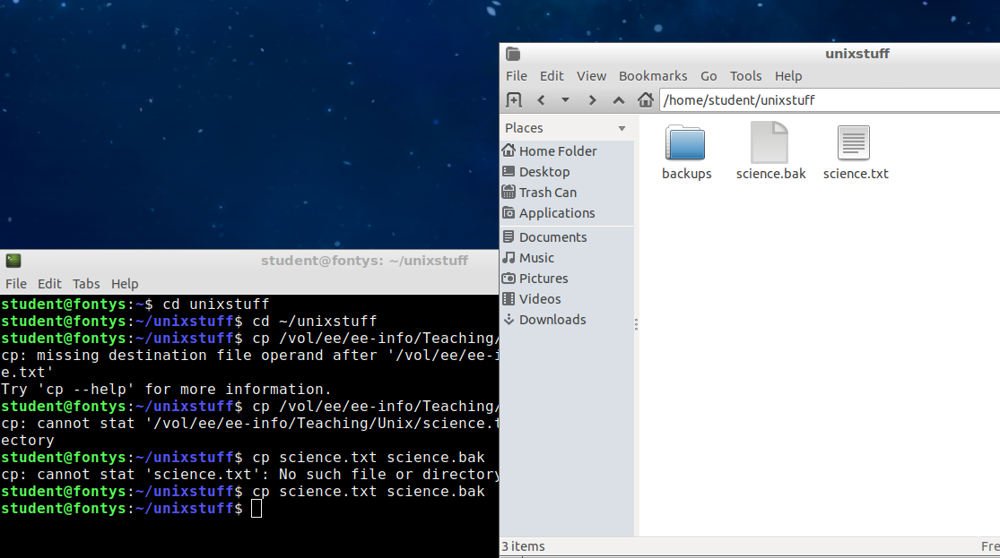 unixstuff
File Edit View Bookmarks Go Tools Help
/home/student/unixstuff
Places
Home Folder
Desktop
Trash Can
Applications
Documents
Music
Pictures
Videos
Downloads
backups science.bak science.txt
3 items Fre
student@fontys: ~/unixstuff
File Edit Tabs Help
student@fontys:~$ cd unixstuff
student@fontys:~/unixstuff$ cd ~/unixstuff
student@fontys:~/unixstuff$ cp /vol/ee/ee-info/Teaching/
cp: missing destination file operand after '/vol/ee/ee-i
e.txt'
Try 'cp --help' for more information.
student@fontys:~/unixstuff$ cp /vol/ee/ee-info/Teaching/
cp: cannot stat '/vol/ee/ee-info/Teaching/Unix/science.t
ectory
student@fontys:~/unixstuff$ cp science.txt science.bak
cp: cannot stat 'science.txt': No such file or directory
student@fontys:~/unixstuff$ cp science.txt science.bak
student@fontys:~/unixstuff$